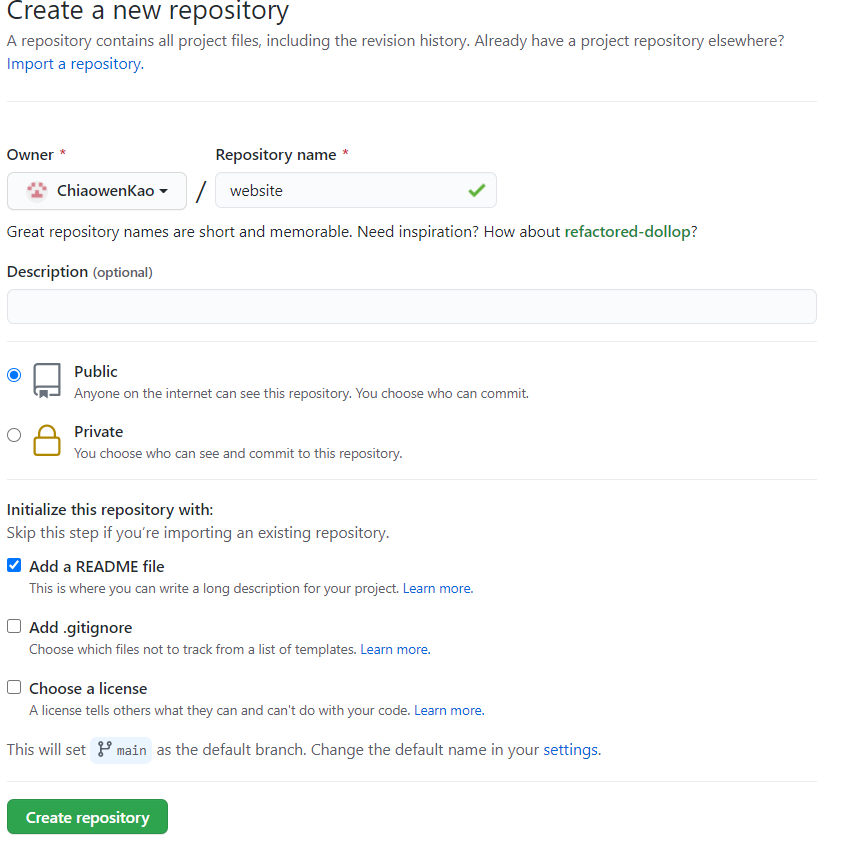 Create a new repository
A repository contains all project files, including the revision history. Already have a project repository elsewhere?
Import a repository.
Owner *
Repository name *
ChiaowenKao
/
website
Great repository names are short and memorable. Need inspiration? How about refactored-dollop?
Description (optional)
Public
Anyone on the internet can see this repository. You choose who can commit.
Private
You choose who can see and commit to this repository.
Initialize this repository with:
Skip this step if you’re importing an existing repository.
Add a README file
This is where you can write a long description for your project. Learn more.
Add .gitignore
Choose which files not to track from a list of templates. Learn more.
Choose a license
A license tells others what they can and can't do with your code. Learn more.
This will set main as the default branch. Change the default name in your settings.
Create repository